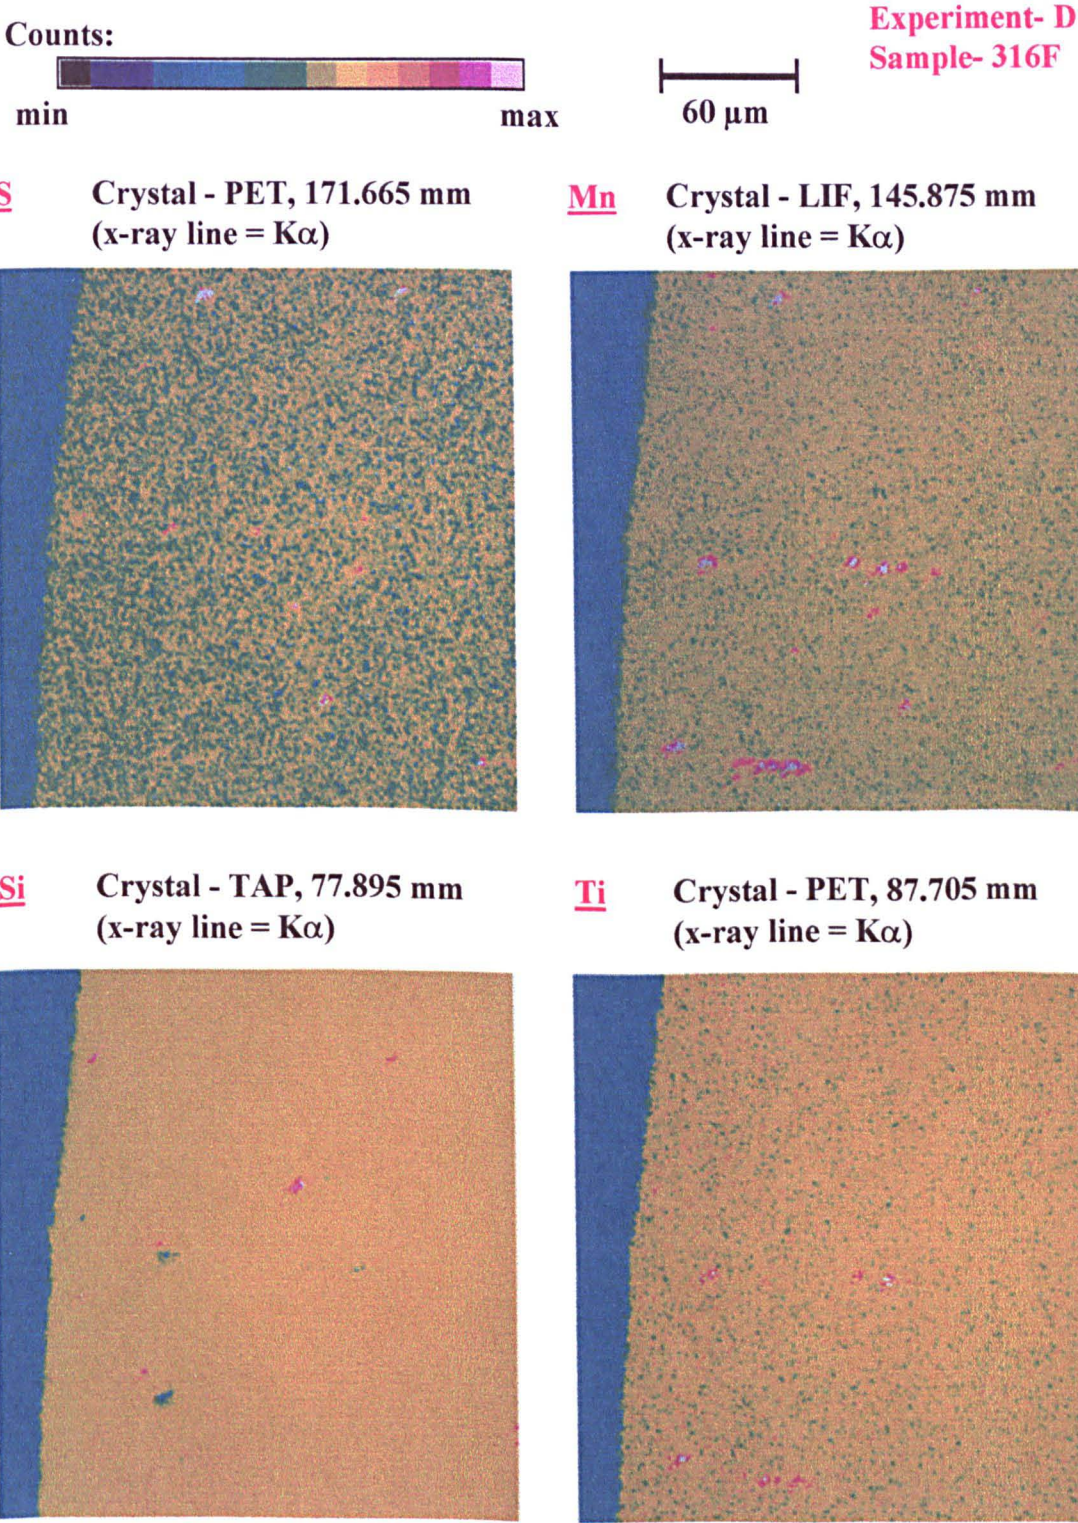 Counts:
min
max
60 µm
Experiment- D
Sample- 316F
S
Crystal - PET, 171.665 mm
(x-ray line = Kα)
Mn
Crystal - LIF, 145.875 mm
(x-ray line = Kα)
Si
Crystal - TAP, 77.895 mm
(x-ray line = Kα)
Ti
Crystal - PET, 87.705 mm
(x-ray line = Kα)